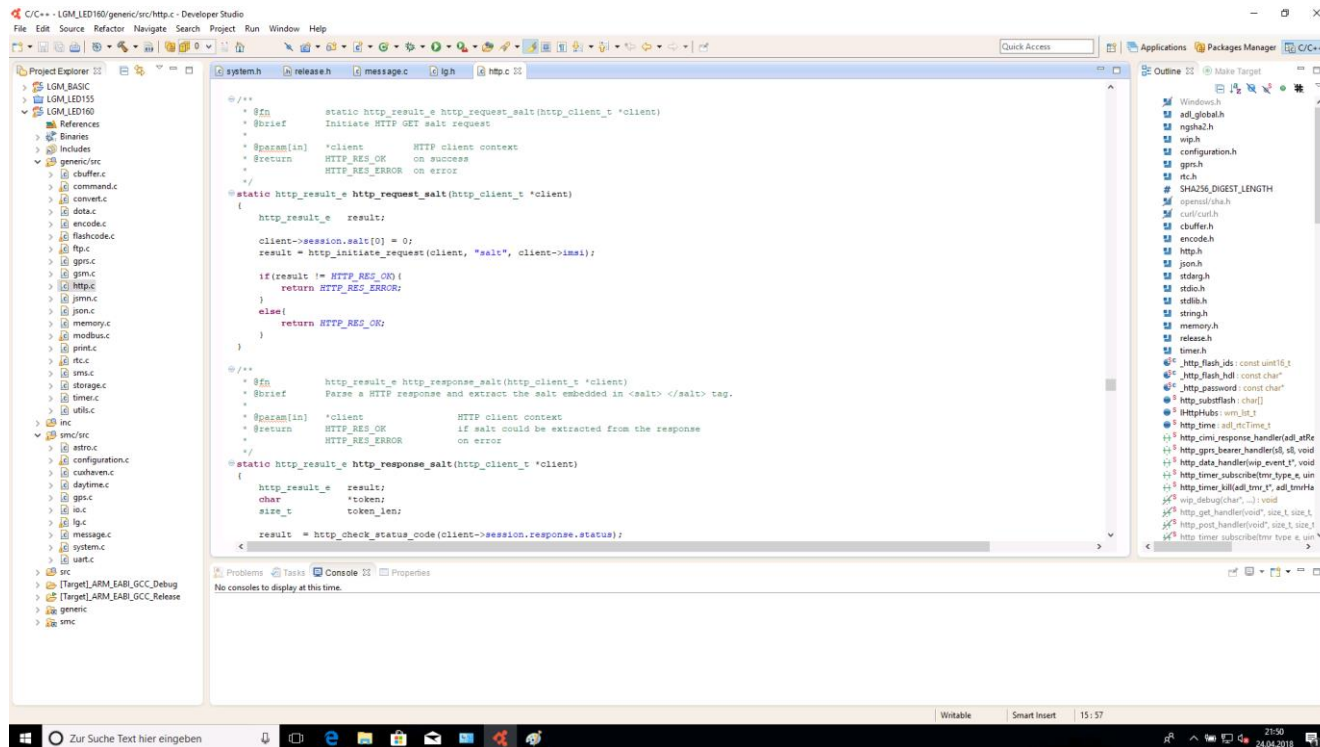 C/C++ - LGM_LED160/generic/src/http.c - Developer Studio
File Edit Source Refactor Navigate Search Project Run Window Help
Quick Access
Applications
Packages Manager
C/C++
Project Explorer
LGM_BASIC
LGM_LED155
LGM_LED160
References
Binaries
Includes
generic/src
cbuffer.c
command.c
convert.c
dota.c
encode.c
flashcode.c
ftp.c
gprs.c
gsm.c
http.c
jsmn.c
json.c
memory.c
modbus.c
print.c
rtc.c
sms.c
storage.c
timer.c
utils.c
inc
smc/src
astro.c
configuration.c
cuxhaven.c
daytime.c
gps.c
io.c
lg.c
message.c
system.c
uart.c
src
[Target]_ARM_EABI_GCC_Debug
[Target]_ARM_EABI_GCC_Release
generic
smc
system.h release.h message.c lg.h http.c
/**
* @fn static http_result_e http_request_salt(http_client_t *client)
* @brief Initiate HTTP GET salt request
*
* @param[in] *client HTTP client context
* @return HTTP_RES_OK on success
* HTTP_RES_ERROR on error
*/
static http_result_e http_request_salt(http_client_t *client)
{
http_result_e result;
client->session.salt[0] = 0;
result = http_initiate_request(client, "salt", client->imsi);
if(result != HTTP_RES_OK){
return HTTP_RES_ERROR;
}
else{
return HTTP_RES_OK;
}
}
/**
* @fn http_result_e http_response_salt(http_client_t *client)
* @brief Parse a HTTP response and extract the salt embedded in <salt> </salt> tag.
*
* @param[in] *client HTTP client context
* @return HTTP_RES_OK if salt could be extracted from the response
* HTTP_RES_ERROR on error
*/
static http_result_e http_response_salt(http_client_t *client)
{
http_result_e result;
char *token;
size_t token_len;
result = http_check_status_code(client->session.response.status);
Problems Tasks Console Properties
No consoles to display at this time.
Outline Make Target
Windows.h
adl_global.h
ngsha2.h
wip.h
configuration.h
gprs.h
rtc.h
# SHA256_DIGEST_LENGTH
openssl/sha.h
curl/curl.h
cbuffer.h
encode.h
http.h
json.h
stdarg.h
stdio.h
stdlib.h
string.h
memory.h
release.h
timer.h
_http_flash_ids : const uint16_t
_http_flash_hdl : const char*
_http_password : const char*
http_substflash : char[]
lHttpHubs : wm_lst_t
http_time : adl_rtcTime_t
http_cimi_response_handler(adl_atRe
http_gprs_bearer_handler(s8, s8, void
http_data_handler(wip_event_t*, void
http_timer_subscribe(tmr_type_e, uin
http_timer_kill(adl_tmr_t*, adl_tmrHa
wip_debug(char*, ...) : void
http_get_handler(void*, size_t, size_t,
http_post_handler(void*, size_t, size_t
http_timer_subscribe(tmr_type_e, uin
Writable Smart Insert 15 : 57
Zur Suche Text hier eingeben
21:50
24.04.2018